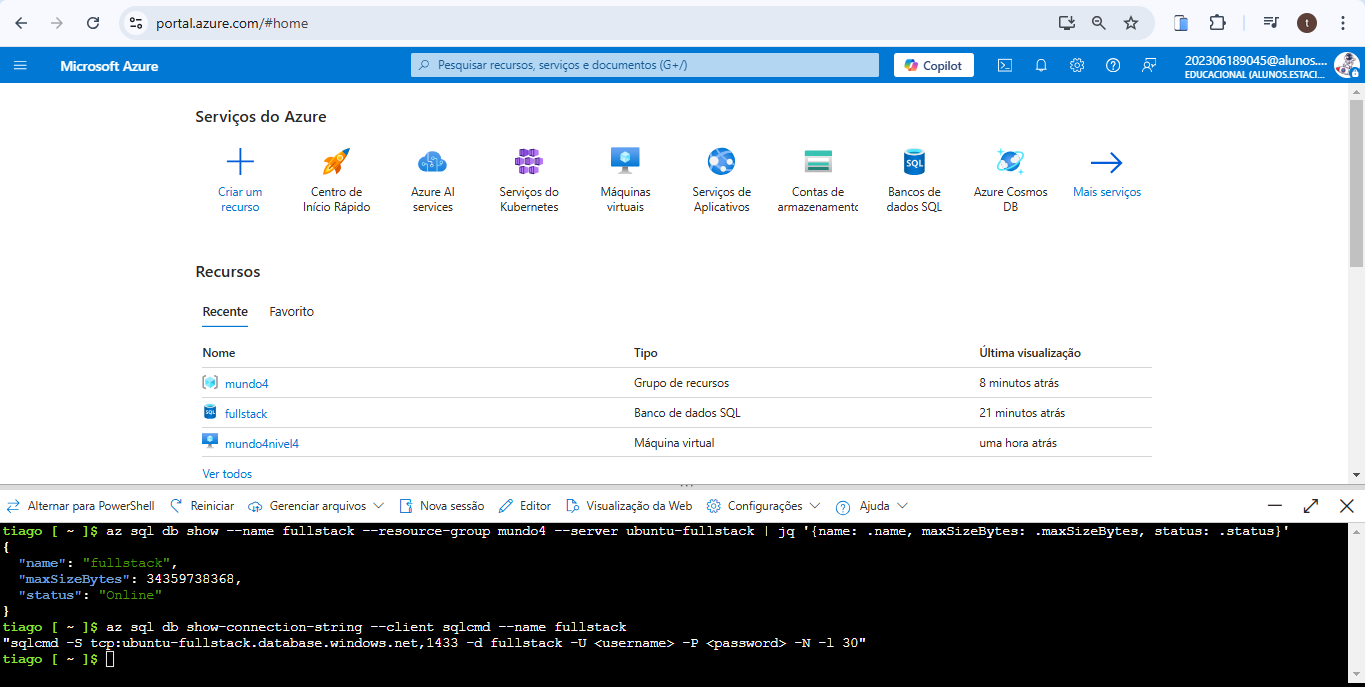 portal.azure.com/#home
t
Microsoft Azure
Pesquisar recursos, serviços e documentos (G+/)
Copilot
202306189045@alunos....
EDUCACIONAL (ALUNOS.ESTACI...
Serviços do Azure
Criar um recurso
Centro de Início Rápido
Azure AI services
Serviços do Kubernetes
Máquinas virtuais
Serviços de Aplicativos
Contas de armazenamento
SQL
Bancos de dados SQL
Azure Cosmos DB
Mais serviços
Recursos
Recente Favorito
Nome Tipo Última visualização
mundo4 Grupo de recursos 8 minutos atrás
SQL fullstack Banco de dados SQL 21 minutos atrás
mundo4nivel4 Máquina virtual uma hora atrás
Ver todos
Alternar para PowerShell Reiniciar Gerenciar arquivos Nova sessão Editor Visualização da Web Configurações Ajuda
tiago [ ~ ]$ az sql db show --name fullstack --resource-group mundo4 --server ubuntu-fullstack | jq '{name: .name, maxSizeBytes: .maxSizeBytes, status: .status}'
{
"name": "fullstack",
"maxSizeBytes": 34359738368,
"status": "Online"
}
tiago [ ~ ]$ az sql db show-connection-string --client sqlcmd --name fullstack
"sqlcmd -S tcp:ubuntu-fullstack.database.windows.net,1433 -d fullstack -U <username> -P <password> -N -l 30"
tiago [ ~ ]$